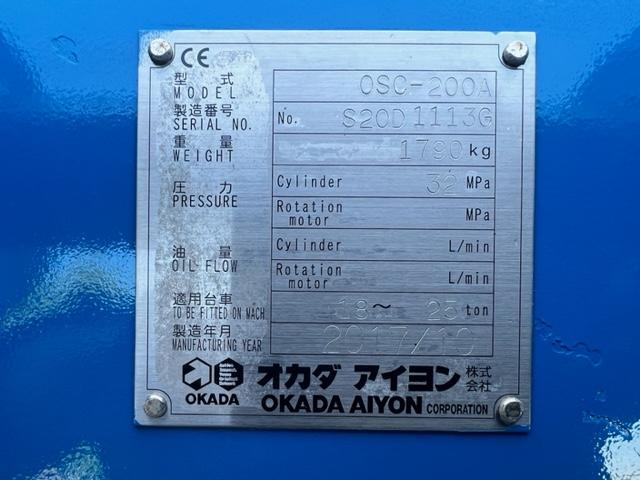 CE
型式 OSC-200A
MODEL
製造番号 No. S20D1113G
SERIAL NO.
重量 1790kg
WEIGHT
圧力 Cylinder 32 MPa
PRESSURE Rotation motor MPa
油量 Cylinder L/min
OIL FLOW Rotation motor L/min
適用台車 18～25 ton
TO BE FITTED ON MACH.
製造年月 2017/10
MANUFACTURING YEAR
オカダ アイヨン 株式会社
OKADA OKADA AIYON CORPORATION